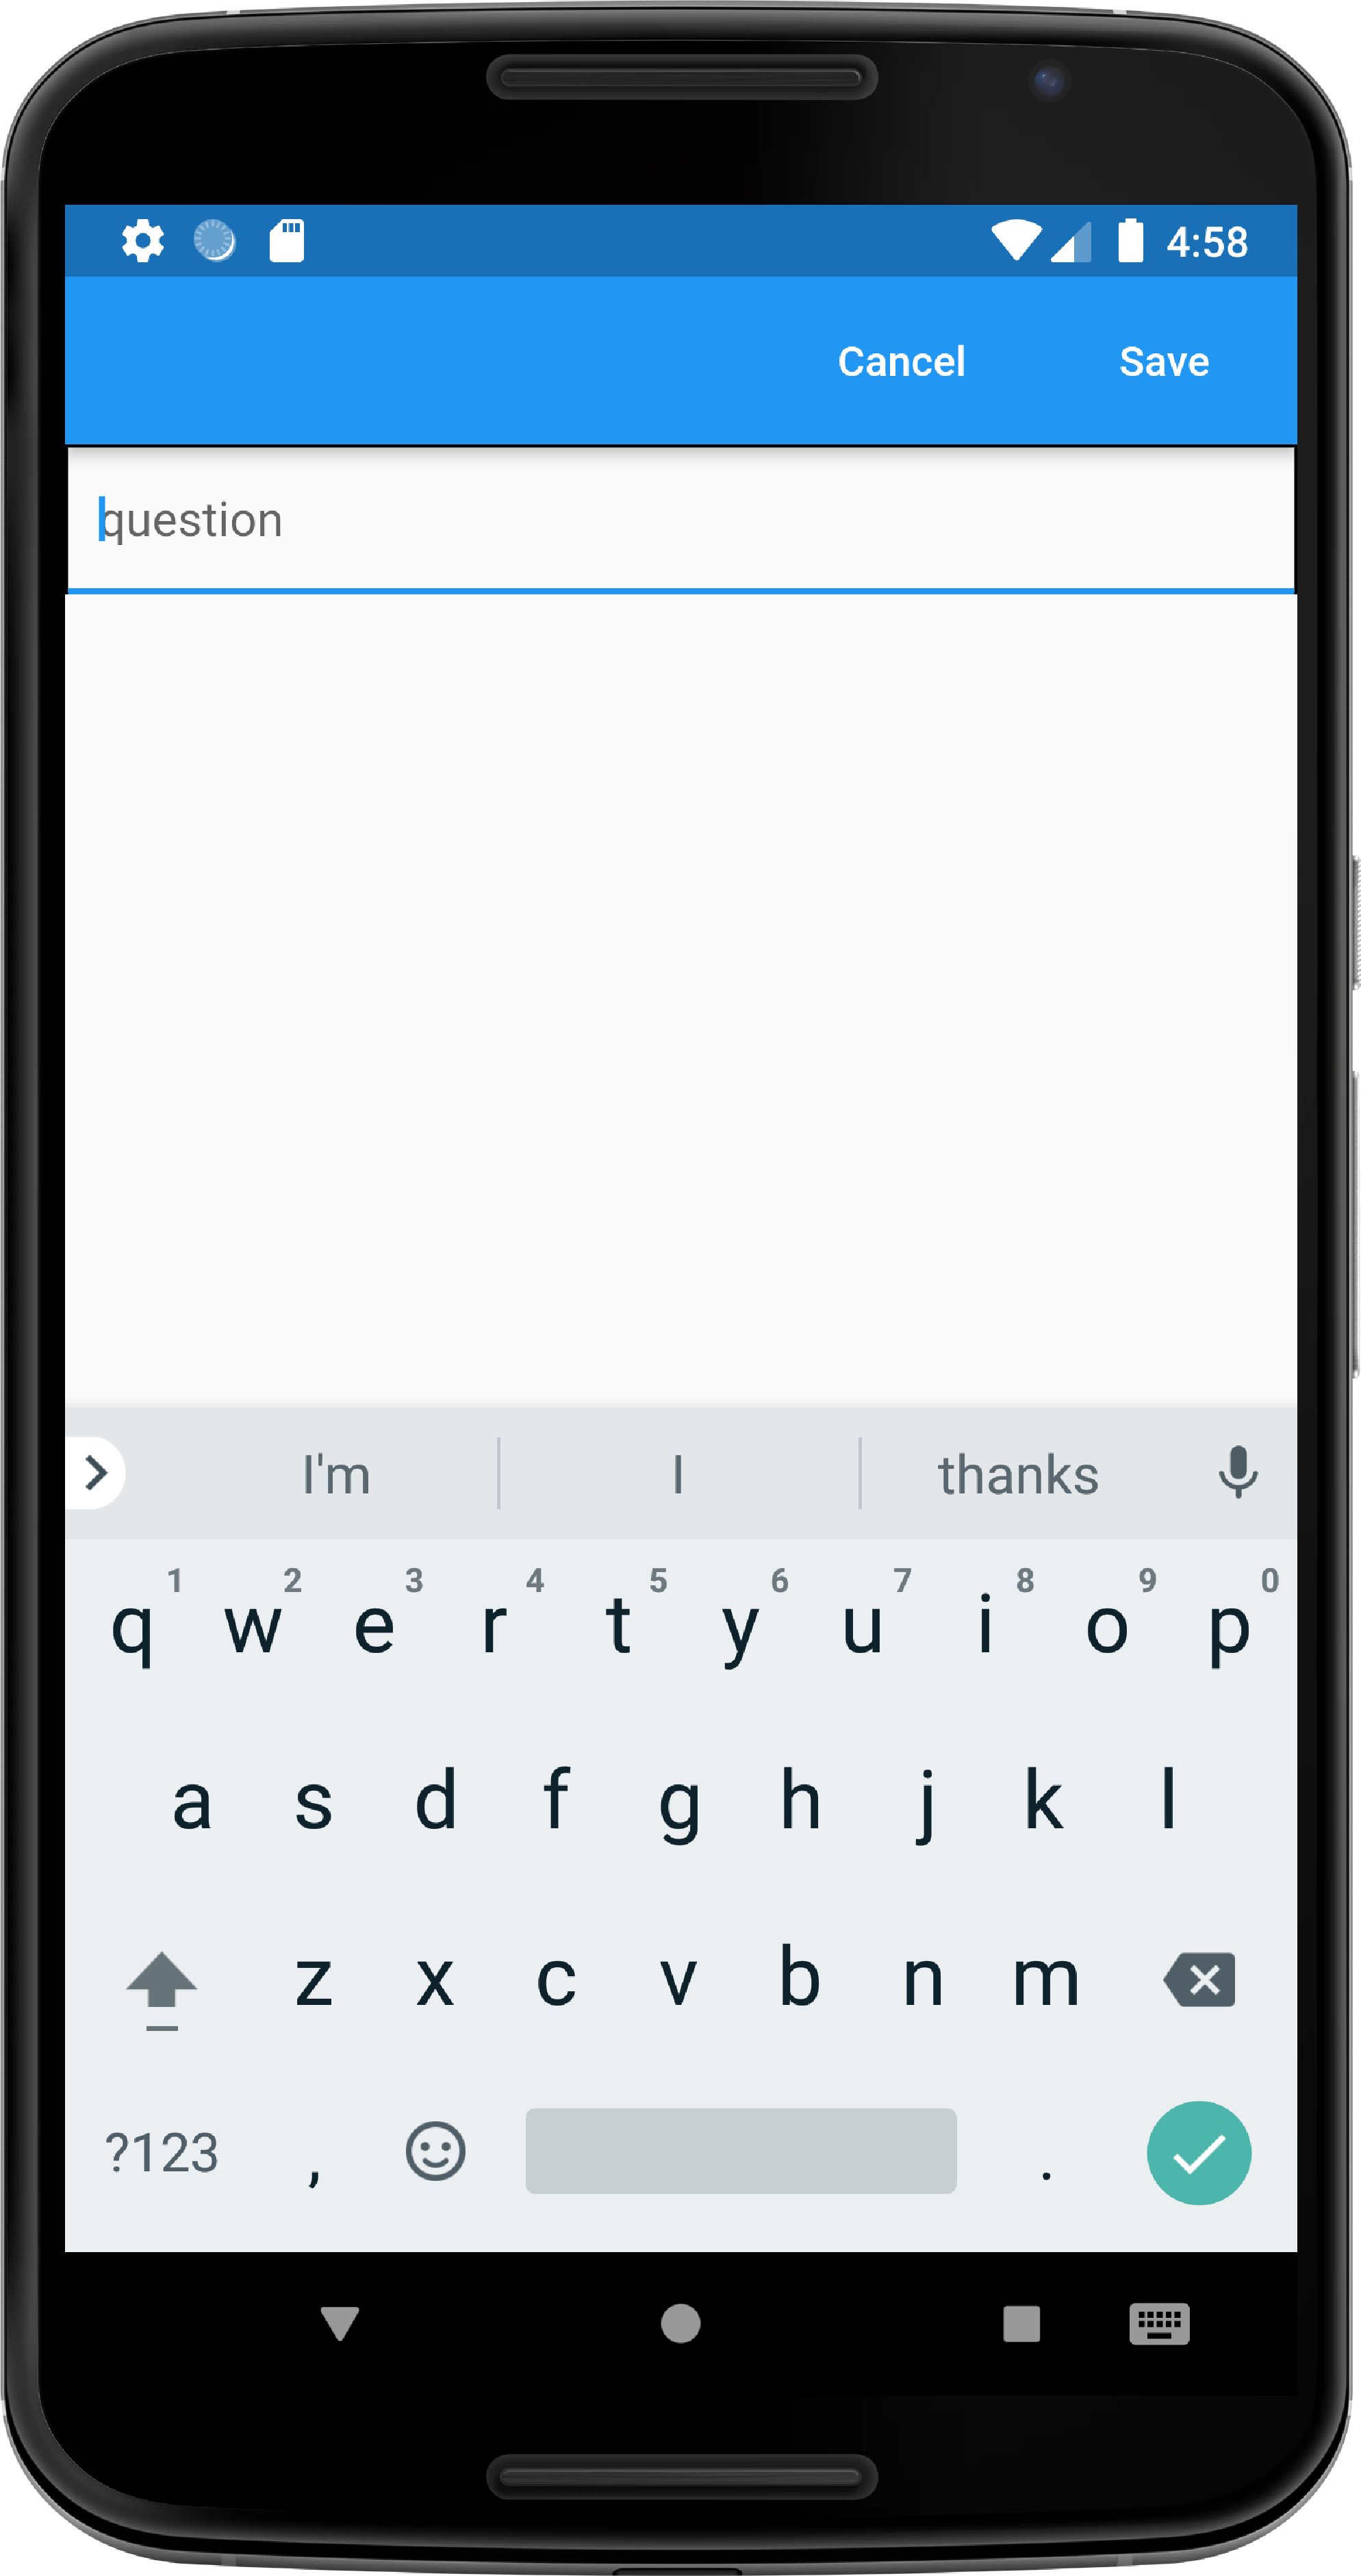 4:58
Cancel Save
question
I'm I thanks
1 2 3 4 5 6 7 8 9 0
q w e r t y u i o p
a s d f g h j k l
z x c v b n m
?123 , .